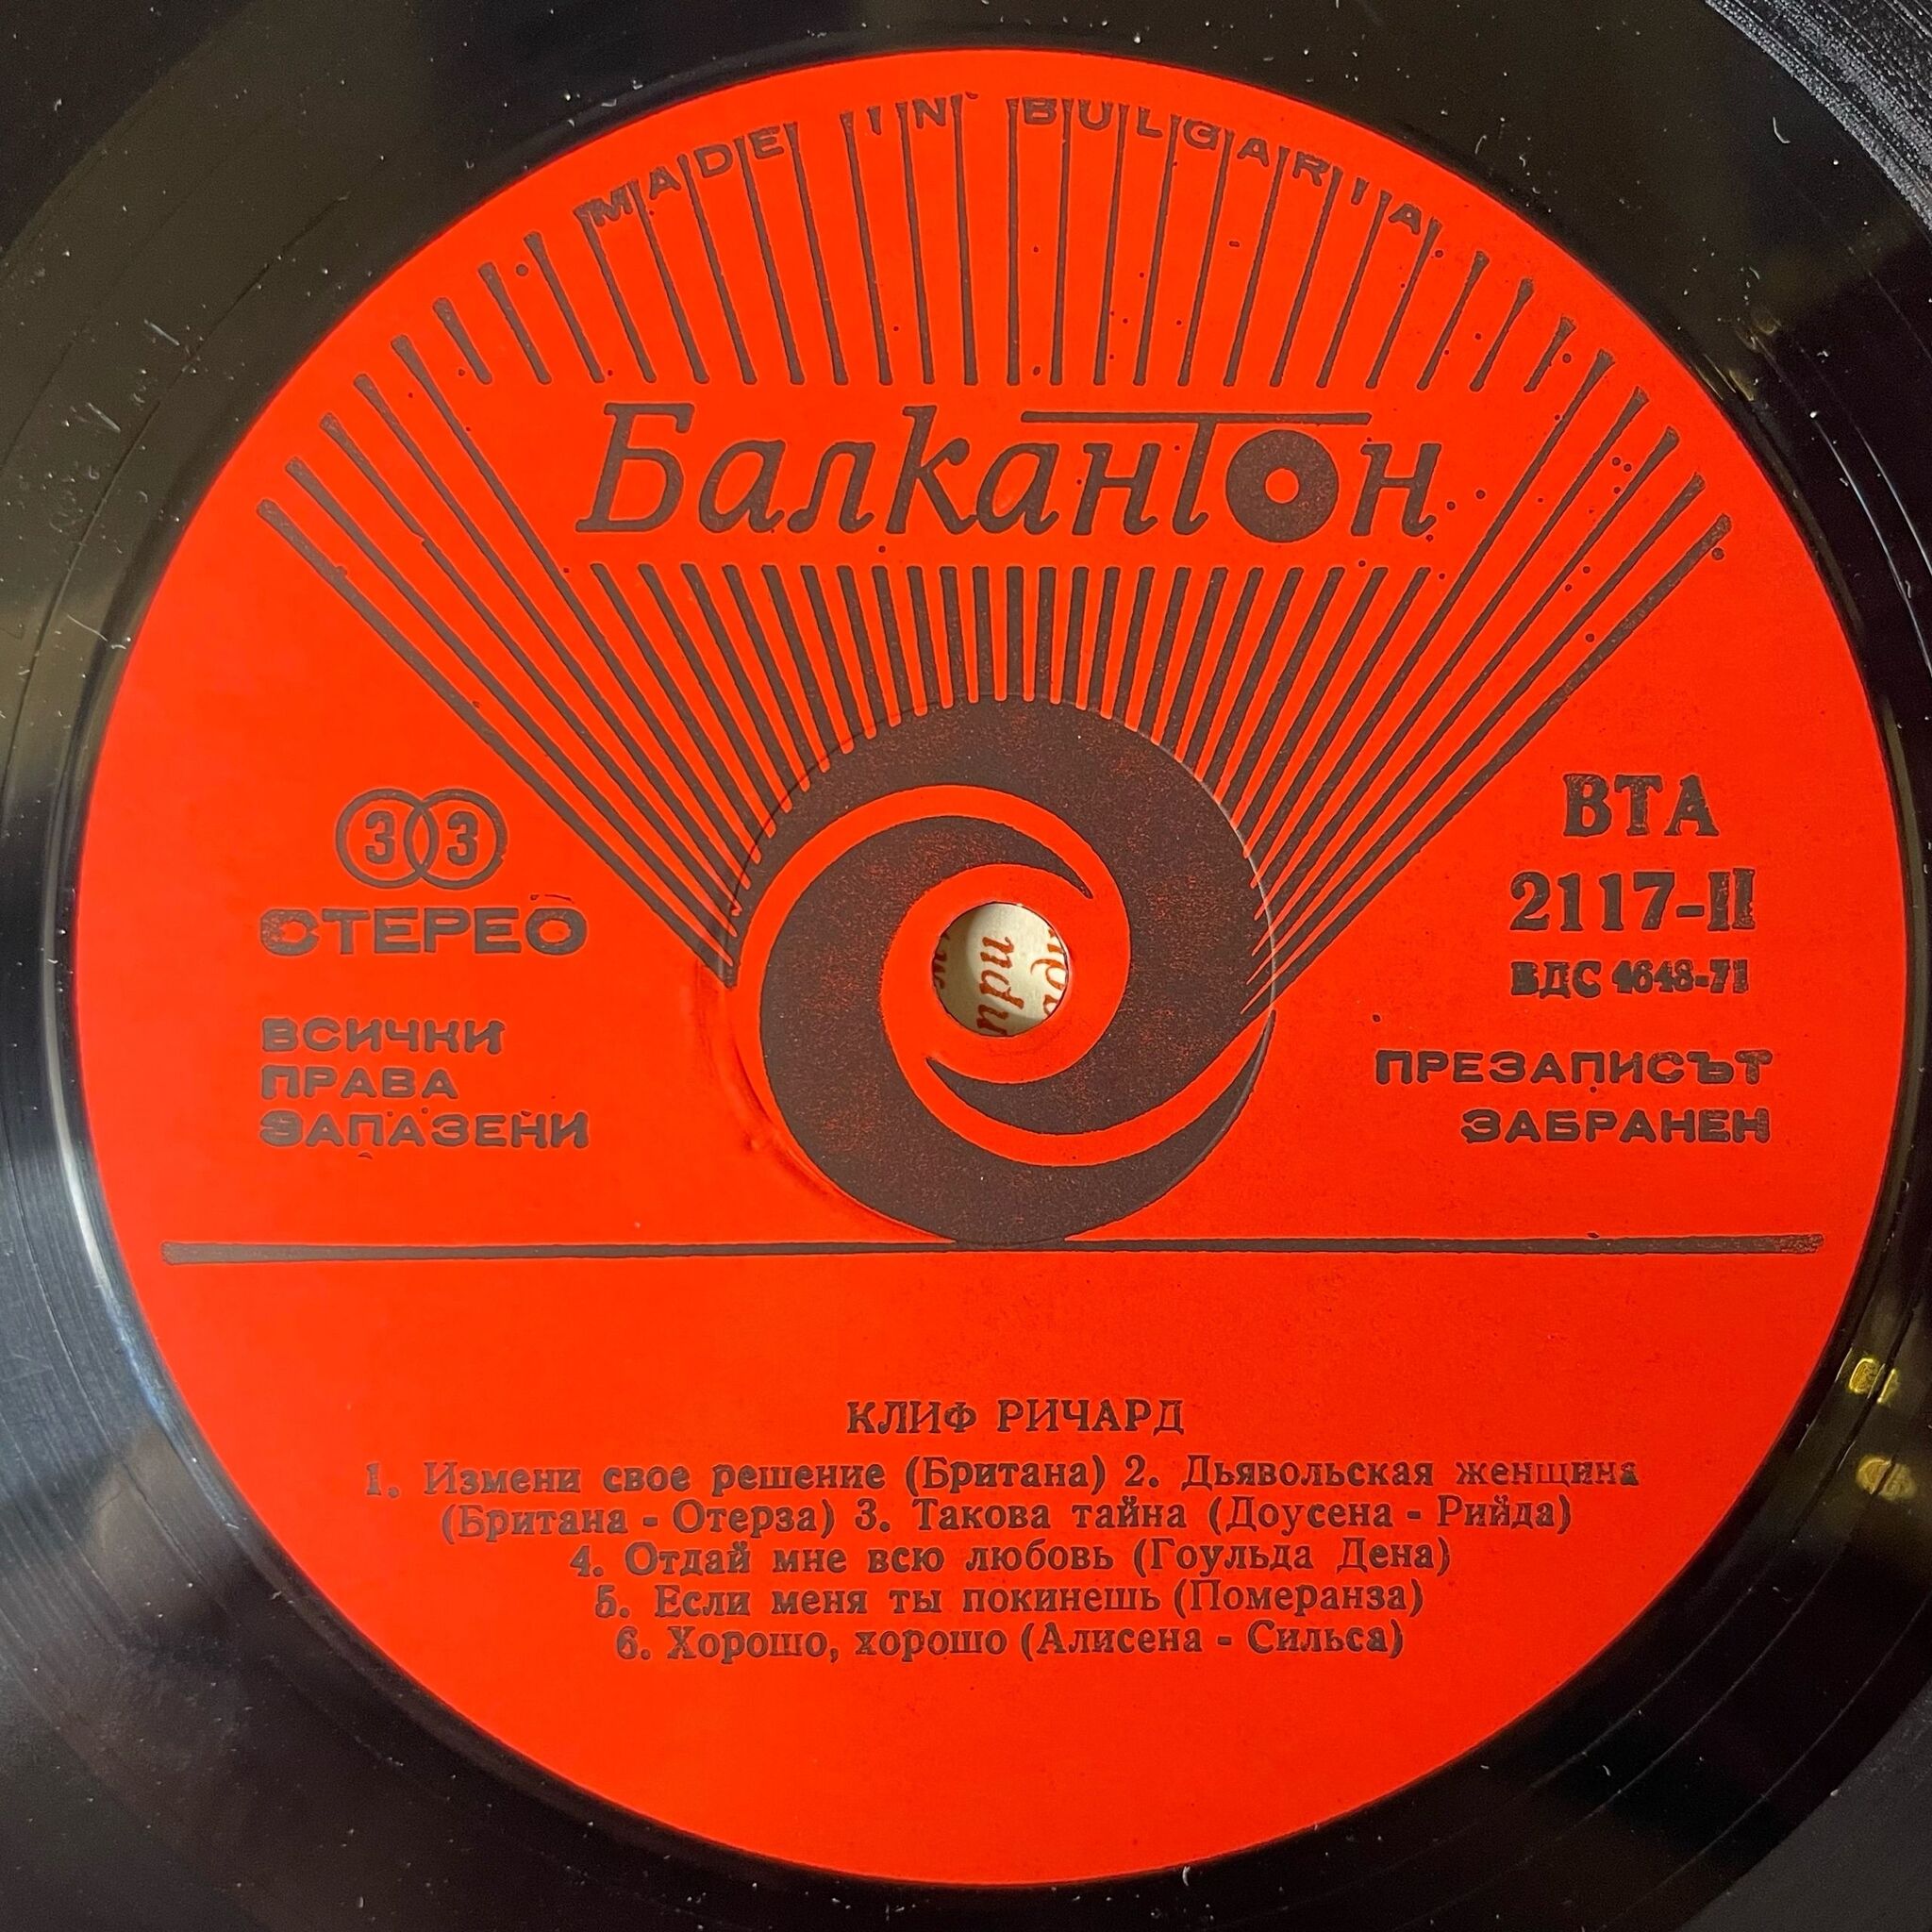 MADE IN BULGARIA
Балкантон
33
СТЕРЕО
ВСИЧКИ
ПРАВА
ЗАПАЗЕНИ
ВТА
2117-II
БДС 4648-71
ПРЕЗАПИСЪТ
ЗАБРАНЕН
при
КЛИФ РИЧАРД
1. Измени свое решение (Британа) 2. Дьявольская женщина
(Британа - Отерза) 3. Такова тайна (Доусена - Рийда)
4. Отдай мне всю любовь (Гоульда Дена)
5. Если меня ты покинешь (Померанза)
6. Хорошо, хорошо (Алисена - Сильса)